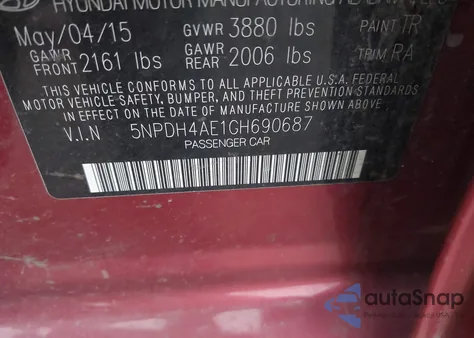 HYUNDAI MOTOR MANUFACTURING
May/04/15 GVWR 3880 lbs PAINT TR
GAWR FRONT 2161 lbs GAWR REAR 2006 lbs TRIM RA
THIS VEHICLE CONFORMS TO ALL APPLICABLE U.S.A. FEDERAL
MOTOR VEHICLE SAFETY, BUMPER, AND THEFT PREVENTION
STANDARDS IN EFFECT ON THE DATE OF MANUFACTURE SHOWN ABOVE.
V.I.N 5NPDH4AE1GH690687
PASSENGER CAR
autoSnap